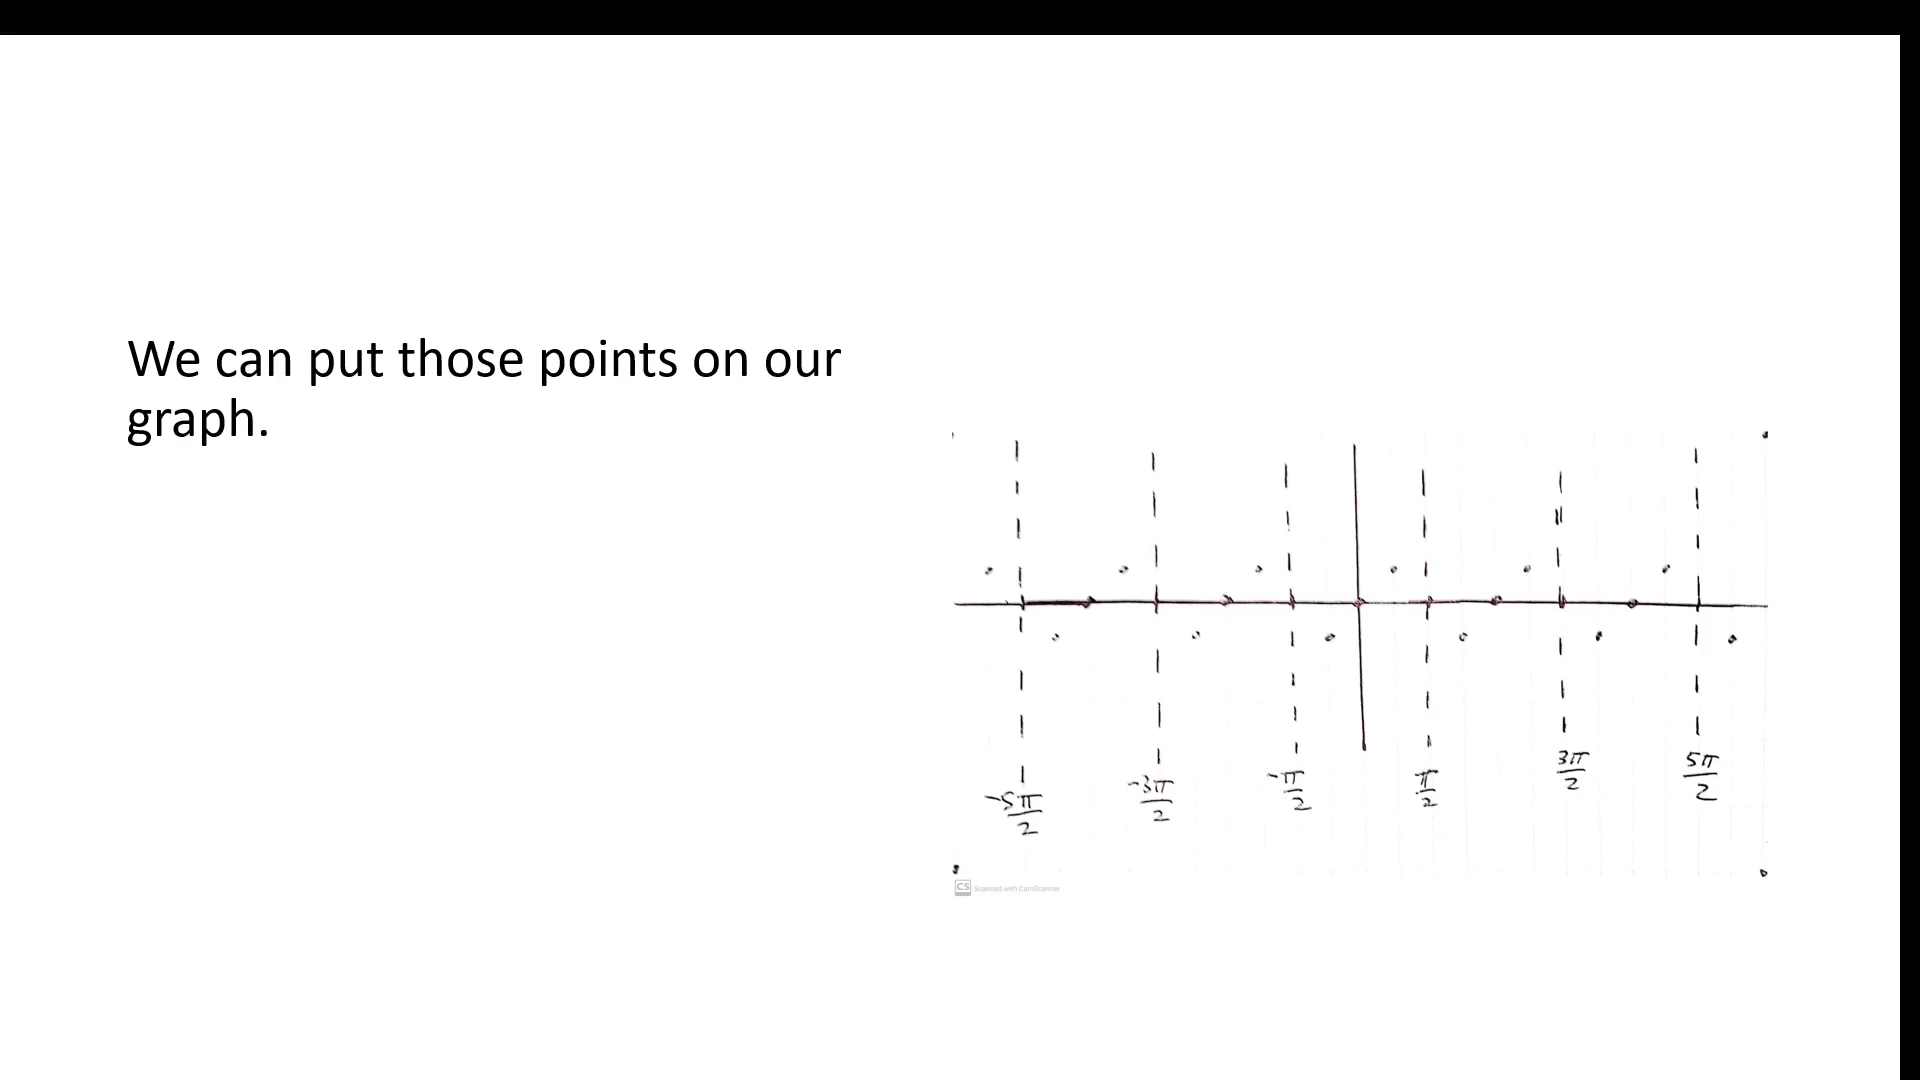 We can put those points on our
graph.
-5π/2 -3π/2 -π/2 π/2 3π/2 5π/2
CS Scanned with CamScanner